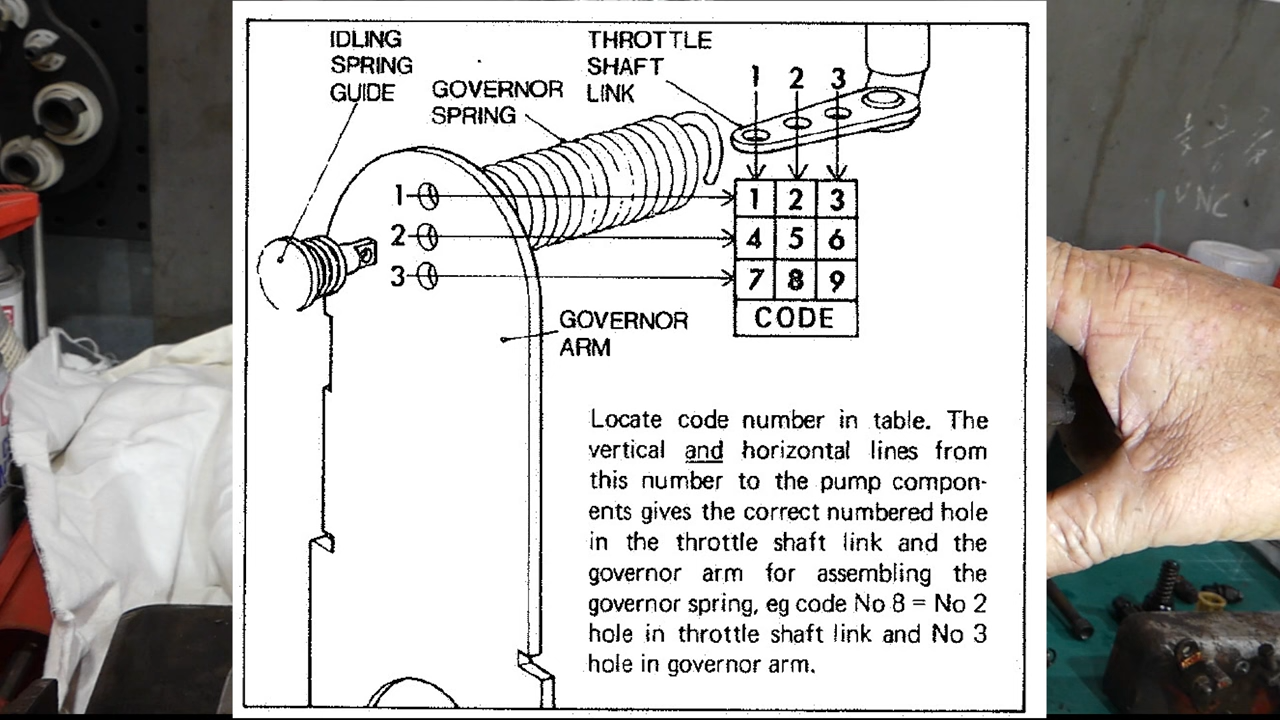 IDLING
SPRING
GUIDE
GOVERNOR
SPRING
THROTTLE
SHAFT
LINK
1 2 3
1
2
3
1 2 3
4 5 6
7 8 9
CODE
GOVERNOR
ARM
Locate code number in table. The
vertical and horizontal lines from
this number to the pump compon-
ents gives the correct numbered hole
in the throttle shaft link and the
governor arm for assembling the
governor spring, eg code No 8 = No 2
hole in throttle shaft link and No 3
hole in governor arm.
UNC